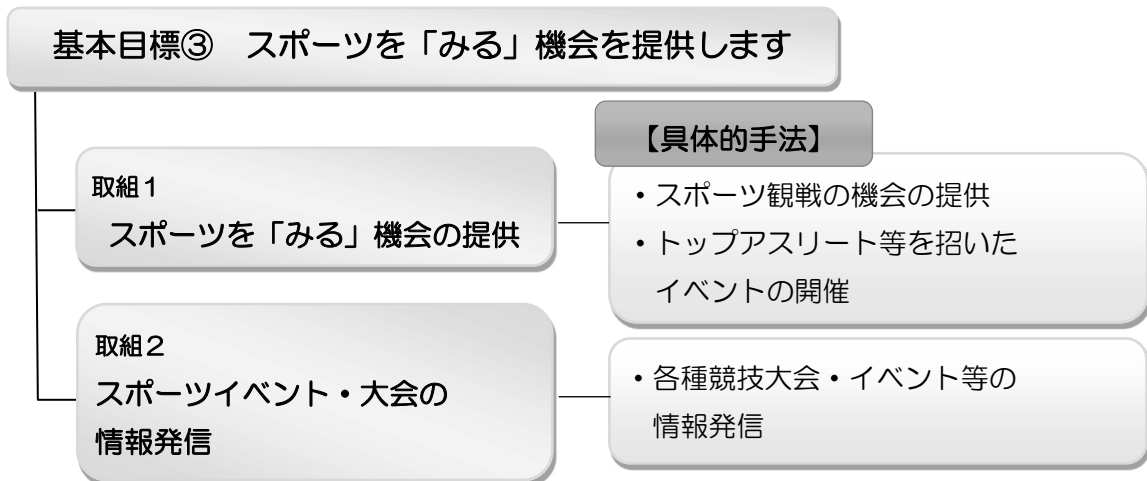 基本目標③　スポーツを「みる」機会を提供します
【具体的手法】
取組１
スポーツを「みる」機会の提供
・スポーツ観戦の機会の提供
・トップアスリート等を招いた
イベントの開催
取組２
スポーツイベント・大会の
情報発信
・各種競技大会・イベント等の
情報発信